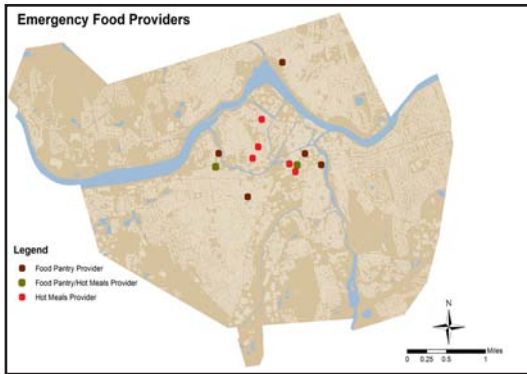 Emergency Food Providers
Legend
Food Pantry Provider
Food Pantry/Hot Meals Provider
Hot Meals Provider
N
Miles
0 0.25 0.5 1